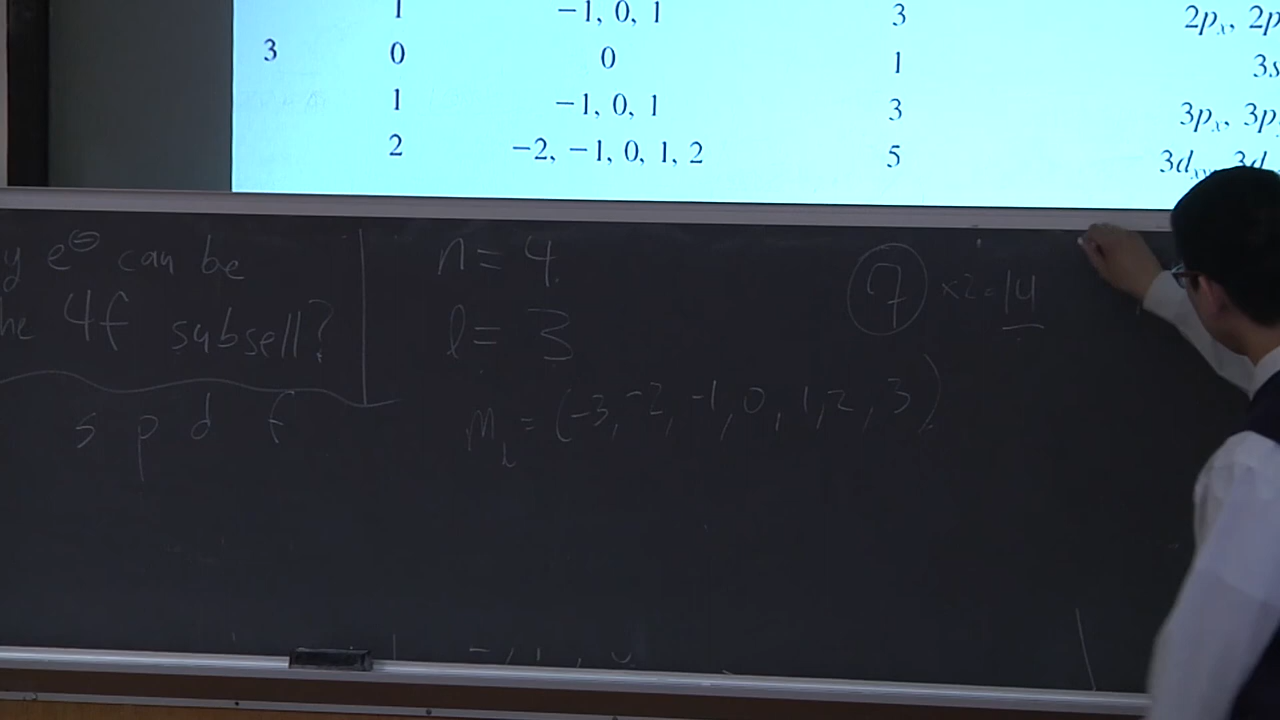 1 −1, 0, 1 3 2pₓ, 2p
3 0 0 1 3s
1 −1, 0, 1 3 3pₓ, 3p
2 −2, −1, 0, 1, 2 5
y e⊖ can be
he 4f subsell?
s p d f
n = 4
l = 3
mₗ = (-3, -2, -1, 0, 1, 2, 3)
7 ×2=14